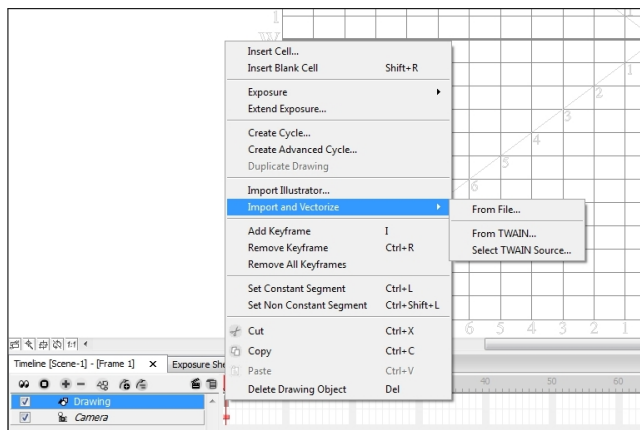 Insert Cell...
Insert Blank Cell Shift+R
Exposure
Extend Exposure...
Create Cycle...
Create Advanced Cycle...
Duplicate Drawing
Import Illustrator...
Import and Vectorize
From File...
From TWAIN...
Select TWAIN Source...
Add Keyframe I
Remove Keyframe Ctrl+R
Remove All Keyframes
Set Constant Segment Ctrl+L
Set Non Constant Segment Ctrl+Shift+L
Cut Ctrl+X
Copy Ctrl+C
Paste Ctrl+V
Delete Drawing Object Del
1
W
1
2
3
4
5
6
6 5 4 3 2 1
1:1
Timeline [Scene-1] - [Frame 1] x Exposure She
40 50 60
Drawing
Camera